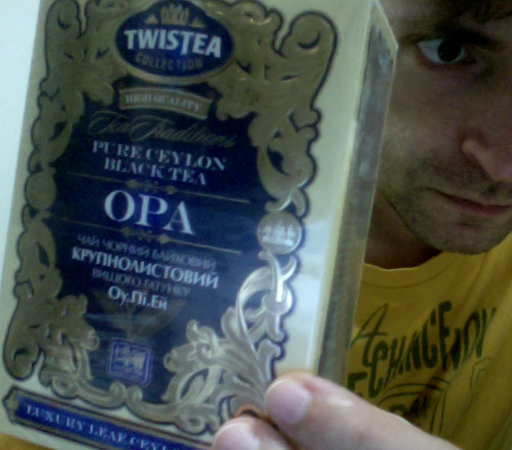 TWISTEA
COLLECTION
HIGH QUALITY
Tea Traditions
PURE CEYLON
BLACK TEA
OPA
ЧАЙ ЧОРНИЙ БАЙХОВИЙ
КРУПНОЛИСТОВИЙ
ВИЩОГО ҐАТУНКУ
Оу.Пі.Ей
LUXURY LEAF CEYLON
A
CHANCE